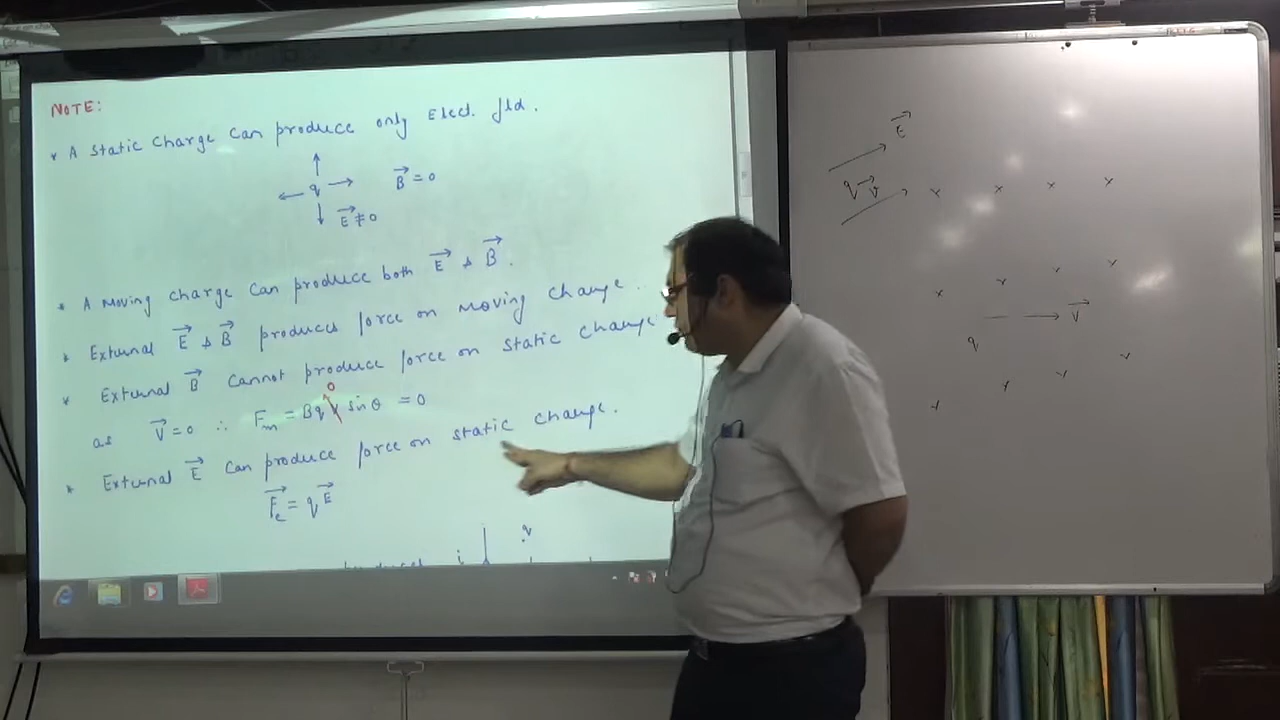 NOTE:
* A static charge can produce only Elect. fld.
q
B⃗ = 0
E⃗ ≠ 0
* A Moving charge can produce both E⃗ & B⃗.
* External E⃗ & B⃗ produces force on Moving charge.
* External B⃗ cannot produce force on static charge
0
as V⃗ = 0 ∴ Fm = BqV sin θ = 0
* External E⃗ can produce force on static charge.
F⃗e = qE⃗
i q
E⃗
q V⃗
x x x x
x x x x
q V⃗
x x x x